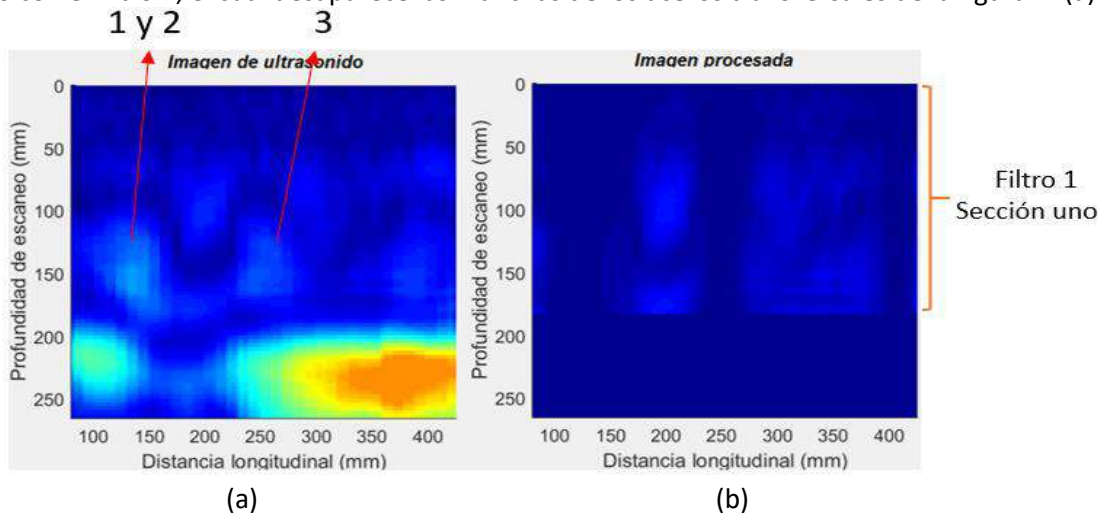 1 y 2
3
Imagen de ultrasonido
Imagen procesada
0
50
100
150
200
250
Profundidad de escaneo (mm)
100 150 200 250 300 350 400
Distancia longitudinal (mm)
0
50
100
150
200
250
Profundidad de escaneo (mm)
100 150 200 250 300 350 400
Distancia longitudinal (mm)
Filtro 1
Sección uno
(a)
(b)